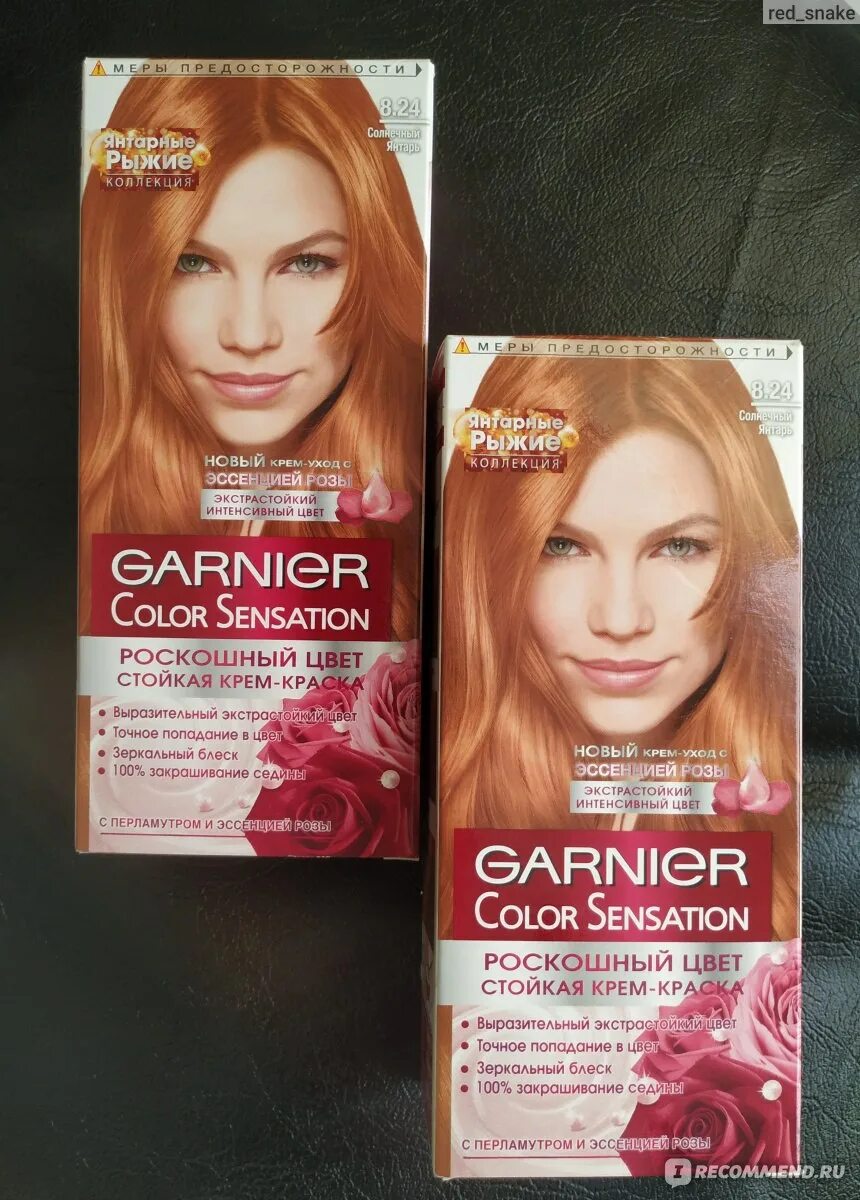 red_snake
МЕРЫ ПРЕДОСТОРОЖНОСТИ
8.24
Солнечный
Янтарь
Янтарные
Рыжие
КОЛЛЕКЦИЯ
НОВЫЙ КРЕМ-УХОД С
ЭССЕНЦИЕЙ РОЗЫ
ЭКСТРАСТОЙКИЙ
ИНТЕНСИВНЫЙ ЦВЕТ
GARNIER
COLOR SENSATION
РОСКОШНЫЙ ЦВЕТ
СТОЙКАЯ КРЕМ-КРАСКА
• Выразительный экстрастойкий цвет
• Точное попадание в цвет
• Зеркальный блеск
• 100% закрашивание седины
С ПЕРЛАМУТРОМ И ЭССЕНЦИЕЙ РОЗЫ
МЕРЫ ПРЕДОСТОРОЖНОСТИ
8.24
Солнечный
Янтарь
Янтарные
Рыжие
КОЛЛЕКЦИЯ
НОВЫЙ КРЕМ-УХОД С
ЭССЕНЦИЕЙ РОЗЫ
ЭКСТРАСТОЙКИЙ
ИНТЕНСИВНЫЙ ЦВЕТ
GARNIER
COLOR SENSATION
РОСКОШНЫЙ ЦВЕТ
СТОЙКАЯ КРЕМ-КРАСКА
• Выразительный экстрастойкий цвет
• Точное попадание в цвет
• Зеркальный блеск
• 100% закрашивание седины
С ПЕРЛАМУТРОМ И ЭССЕНЦИЕЙ РОЗЫ
IRECOMMEND.RU